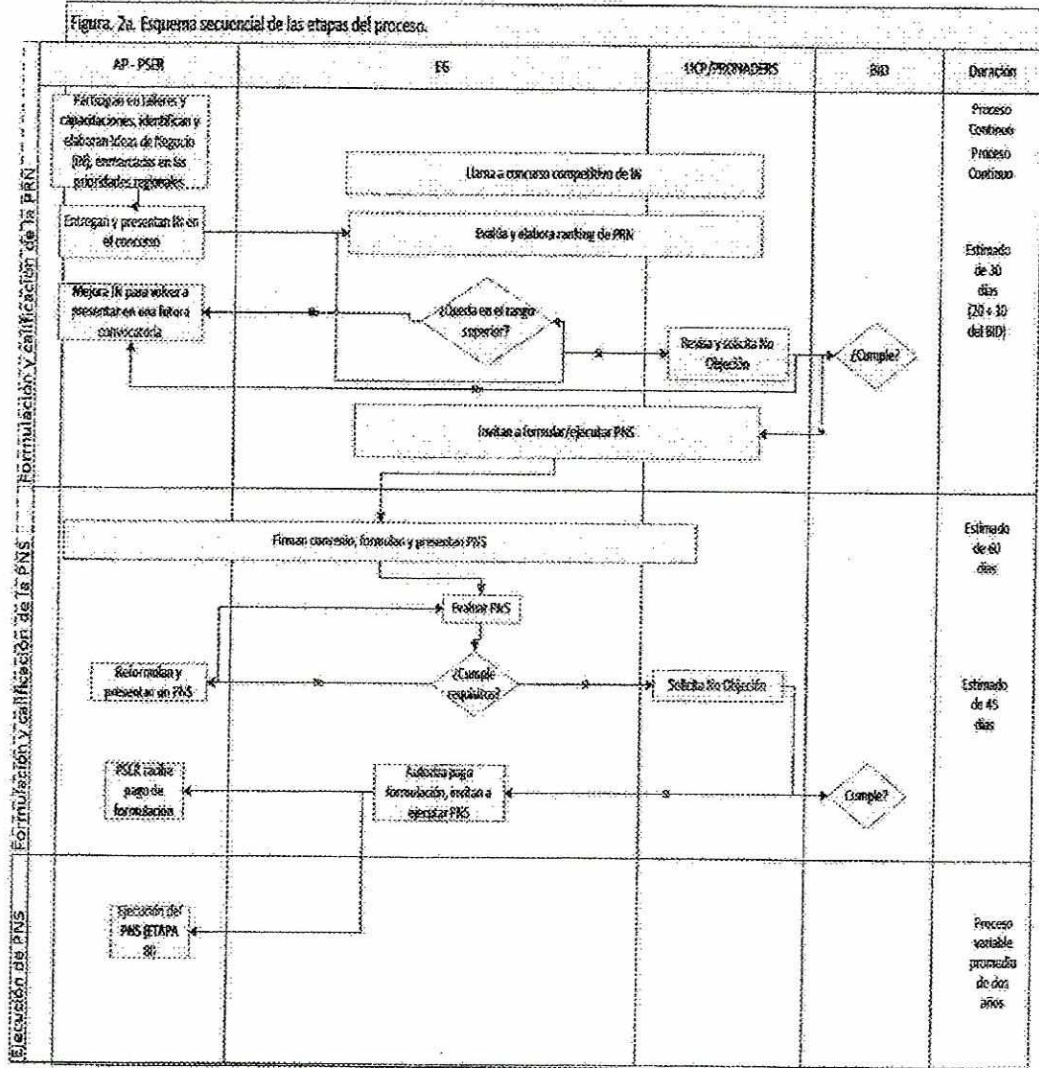 Figura. 2a. Esquema secuencial de las etapas del proceso.
AP - PSER
EG
UCP/PRONADERS
BID
Duración
Formulación y calificación de la PRN
Participan en talleres y
capacitaciones, identifican y
elaboran Ideas de Negocio
(IN), enmarcadas en las
prioridades regionales
Proceso
Continuo
Proceso
Continuo
Llama a concurso competitivo de IN
Entregan y presentan IN en
el concurso
Evalúa y elabora ranking de PRN
Estimado
de 30
días
(20 + 10
del BID)
Mejora IN para volver a
presentar en una futura
convocatoria
No
¿Queda en el rango
superior?
Si
Revisa y solicita No
Objeción
¿Cumple?
No
Invitan a formular/ejecutar PNS
Formulación y calificación de la PNS
Firman convenio, formulan y presentan PNS
Estimado
de 60
días
Evaluar PNS
Reformulan y
presentan un PNS
No
¿Cumple
requisitos?
Si
Solicita No Objeción
Estimado
de 45
días
PSER recibe
pago de
formulación
Autoriza pago
formulación, invitan a
ejecutar PNS
Si
Cumple?
Ejecución de PNS
Ejecución del
PNS (ETAPA
Proceso
variable
promedio
de dos
años